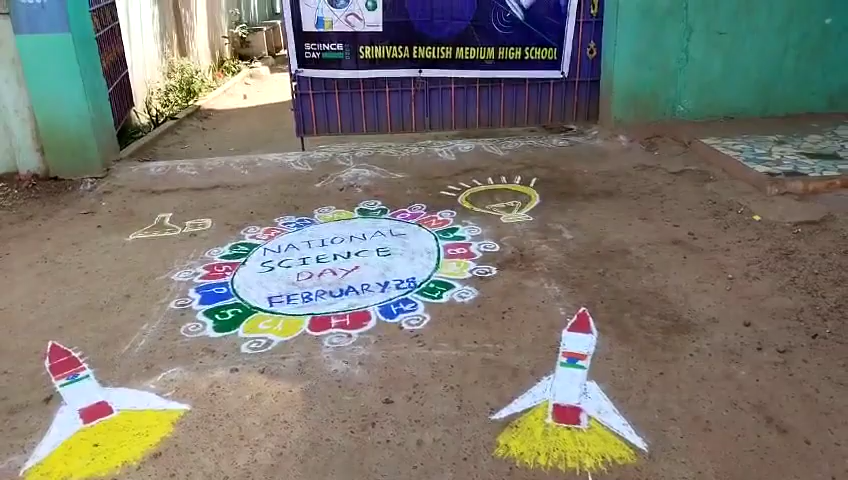 SCIENCE
DAY
SRINIVASA ENGLISH MEDIUM HIGH SCHOOL
NATIONAL
SCIENCE
DAY
FEBRUARY 28